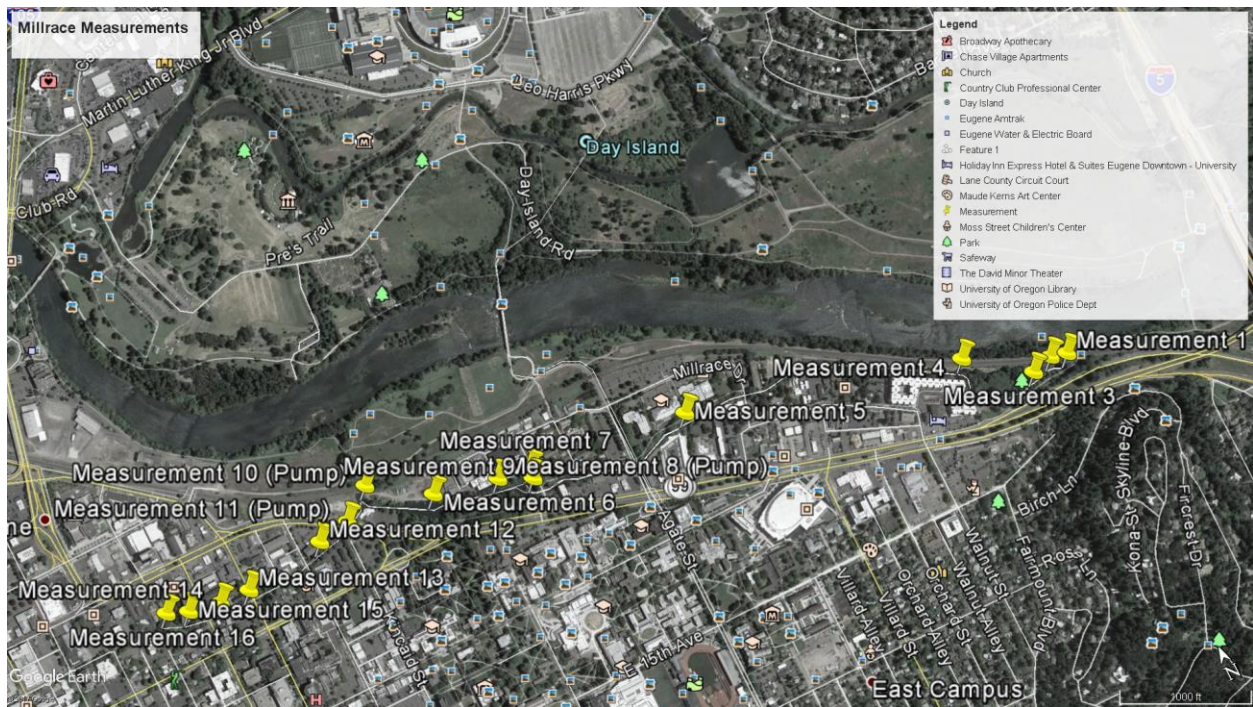 Millrace Measurements
Legend
Broadway Apothecary
Chase Village Apartments
Church
Country Club Professional Center
Day Island
Eugene Amtrak
Eugene Water & Electric Board
Feature 1
Holiday Inn Express Hotel & Suites Eugene Downtown - University
Lane County Circuit Court
Maude Kerns Art Center
Measurement
Moss Street Children's Center
Park
Safeway
The David Minor Theater
University of Oregon Library
University of Oregon Police Dept
Martin Luther King Jr Blvd
Leo Harris Pkwy
5
Day Island
Club Rd
Pre's Trail
Day Island Rd
Measurement 1
Millrace Dr
Measurement 4
Measurement 3
Measurement 5
Measurement 7
Measurement 10 (Pump)
Measurement 9
Measurement 8 (Pump)
Measurement 6
Measurement 11 (Pump)
Measurement 12
99
Agate St
Birch Ln
Kona St
Skyline Blvd
Fircrest Dr
Ross Ln
Fairmount Blvd
Walnut St
Walnut Alley
Orchard St
Orchard Alley
Villard St
Villard Alley
Measurement 13
Measurement 14
Measurement 15
Measurement 16
Kincaid St
E 15th Ave
East Campus
Google Earth
1000 ft